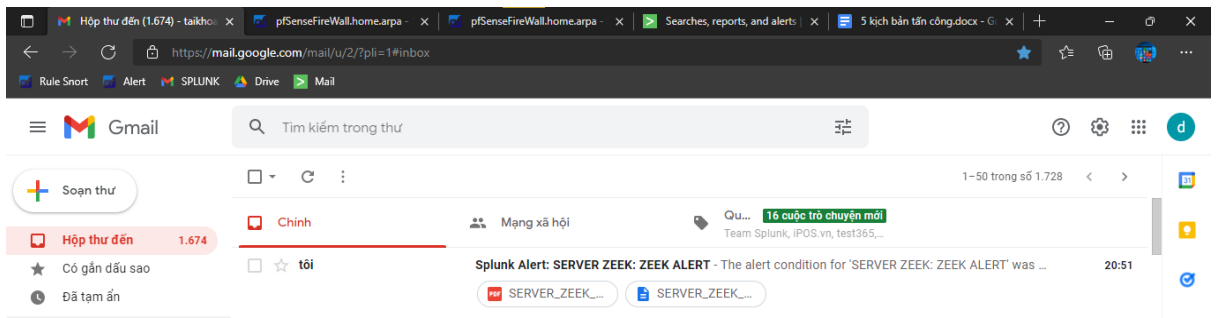 Hộp thư đến (1.674) - taikhoa
pfSenseFireWall.home.arpa -
pfSenseFireWall.home.arpa -
Searches, reports, and alerts |
5 kịch bản tấn công.docx - G
https://mail.google.com/mail/u/2/?pli=1#inbox
Rule Snort
Alert
SPLUNK
Drive
Mail
Gmail
Tìm kiếm trong thư
d
Soạn thư
1–50 trong số 1.728
31
Chính
Mạng xã hội
Qu... 16 cuộc trò chuyện mới
Team Splunk, iPOS.vn, test365,...
Hộp thư đến 1.674
Có gắn dấu sao
Đã tạm ẩn
tôi
Splunk Alert: SERVER ZEEK: ZEEK ALERT - The alert condition for 'SERVER ZEEK: ZEEK ALERT' was ...
20:51
PDF SERVER_ZEEK_...
SERVER_ZEEK_...